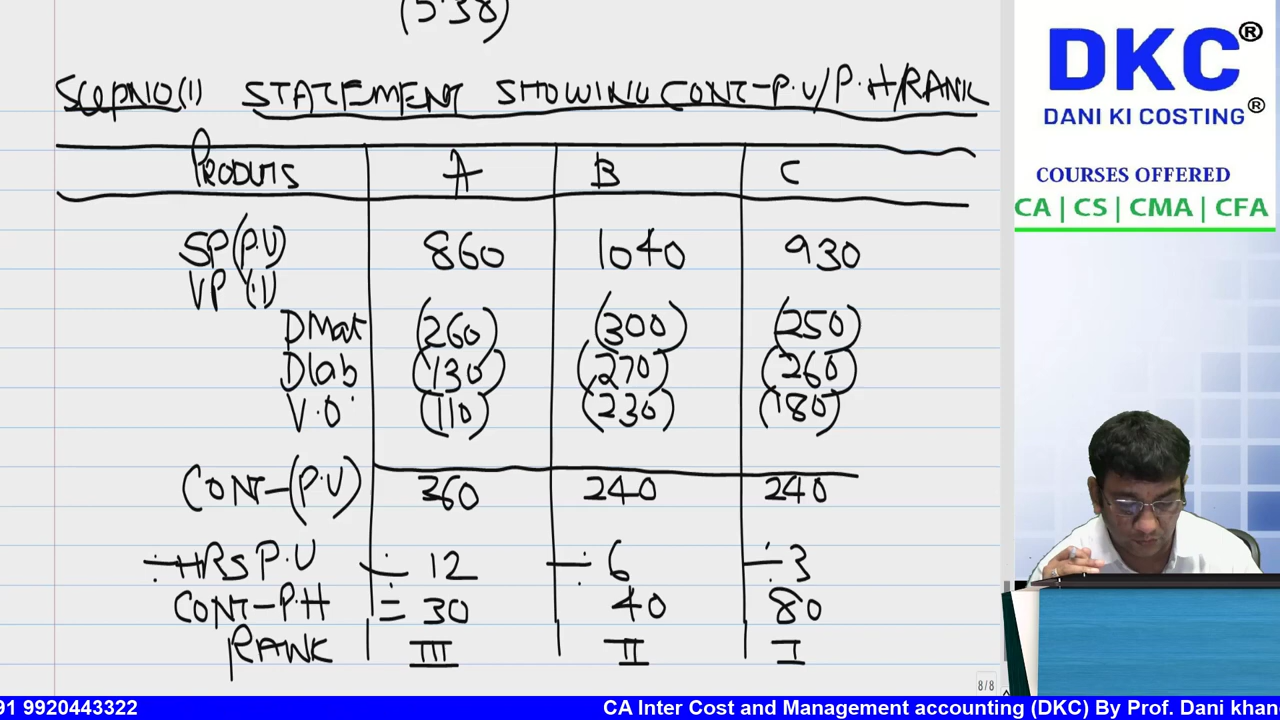 (5.38)
STATEMENT SHOWING CONT-P.U/P.H/RANK
PRODUTS A B C
SP(P.U) 860 1040 930
VP (1)
DMat (260) (300) (250)
Dlab (130) (270) (260)
V.O. (110) (230) (180)
CONT-(P.U) 360 240 240
÷HRS P.U ÷12 ÷6 ÷3
CONT-P.H = 30 40 80
RANK III II I
8/8
DKC®
DANI KI COSTING®
COURSES OFFERED
CA | CS | CMA | CFA
91 9920443322 CA Inter Cost and Management accounting (DKC) By Prof. Dani khan